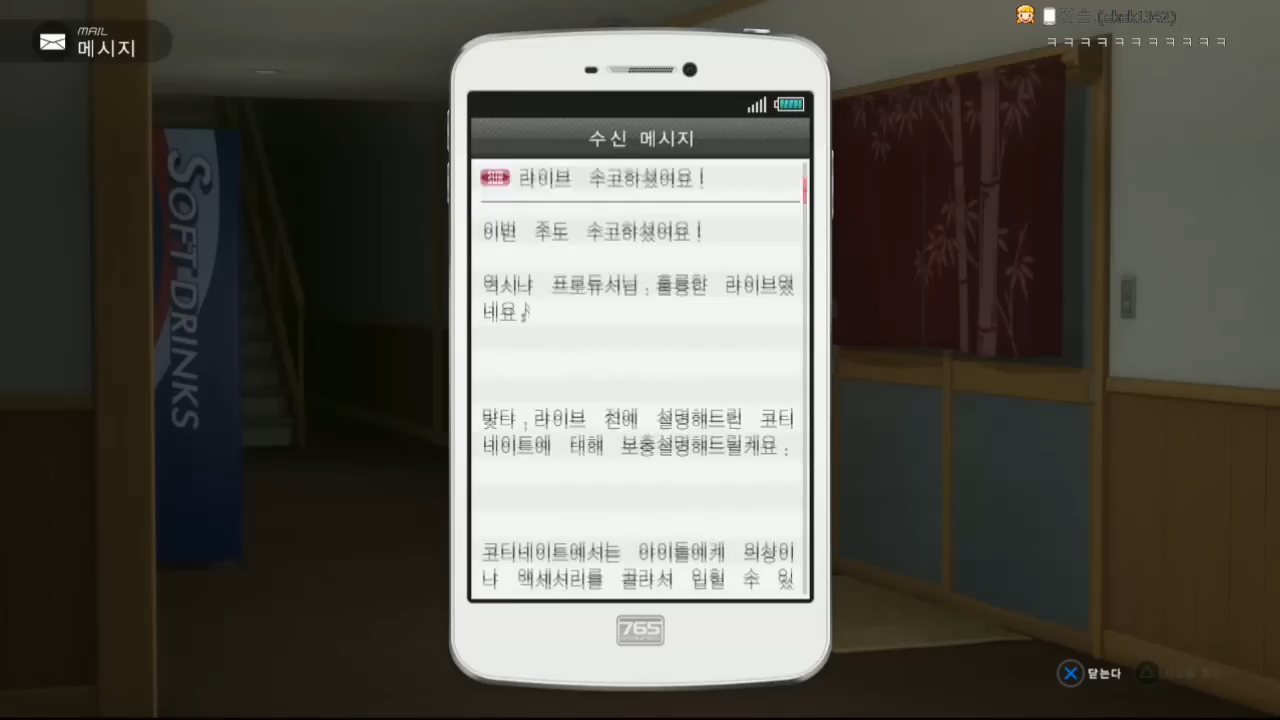 MAIL
메시지
ㅋㅋㅋㅋㅋㅋㅋㅋㅋㅋㅋ
수신 메시지
SUB 라이브 수고하셨어요!
이번 주도 수고하셨어요!
역시나 프로듀서님, 훌륭한 라이브였
네요♪
맞다, 라이브 전에 설명해드린 코디
네이트에 대해 보충설명해드릴게요.
코디네이트에서는 아이돌에게 의상이
나 액세서리를 골라서 입힐 수 있
SOFT DRINKS
765
닫는다